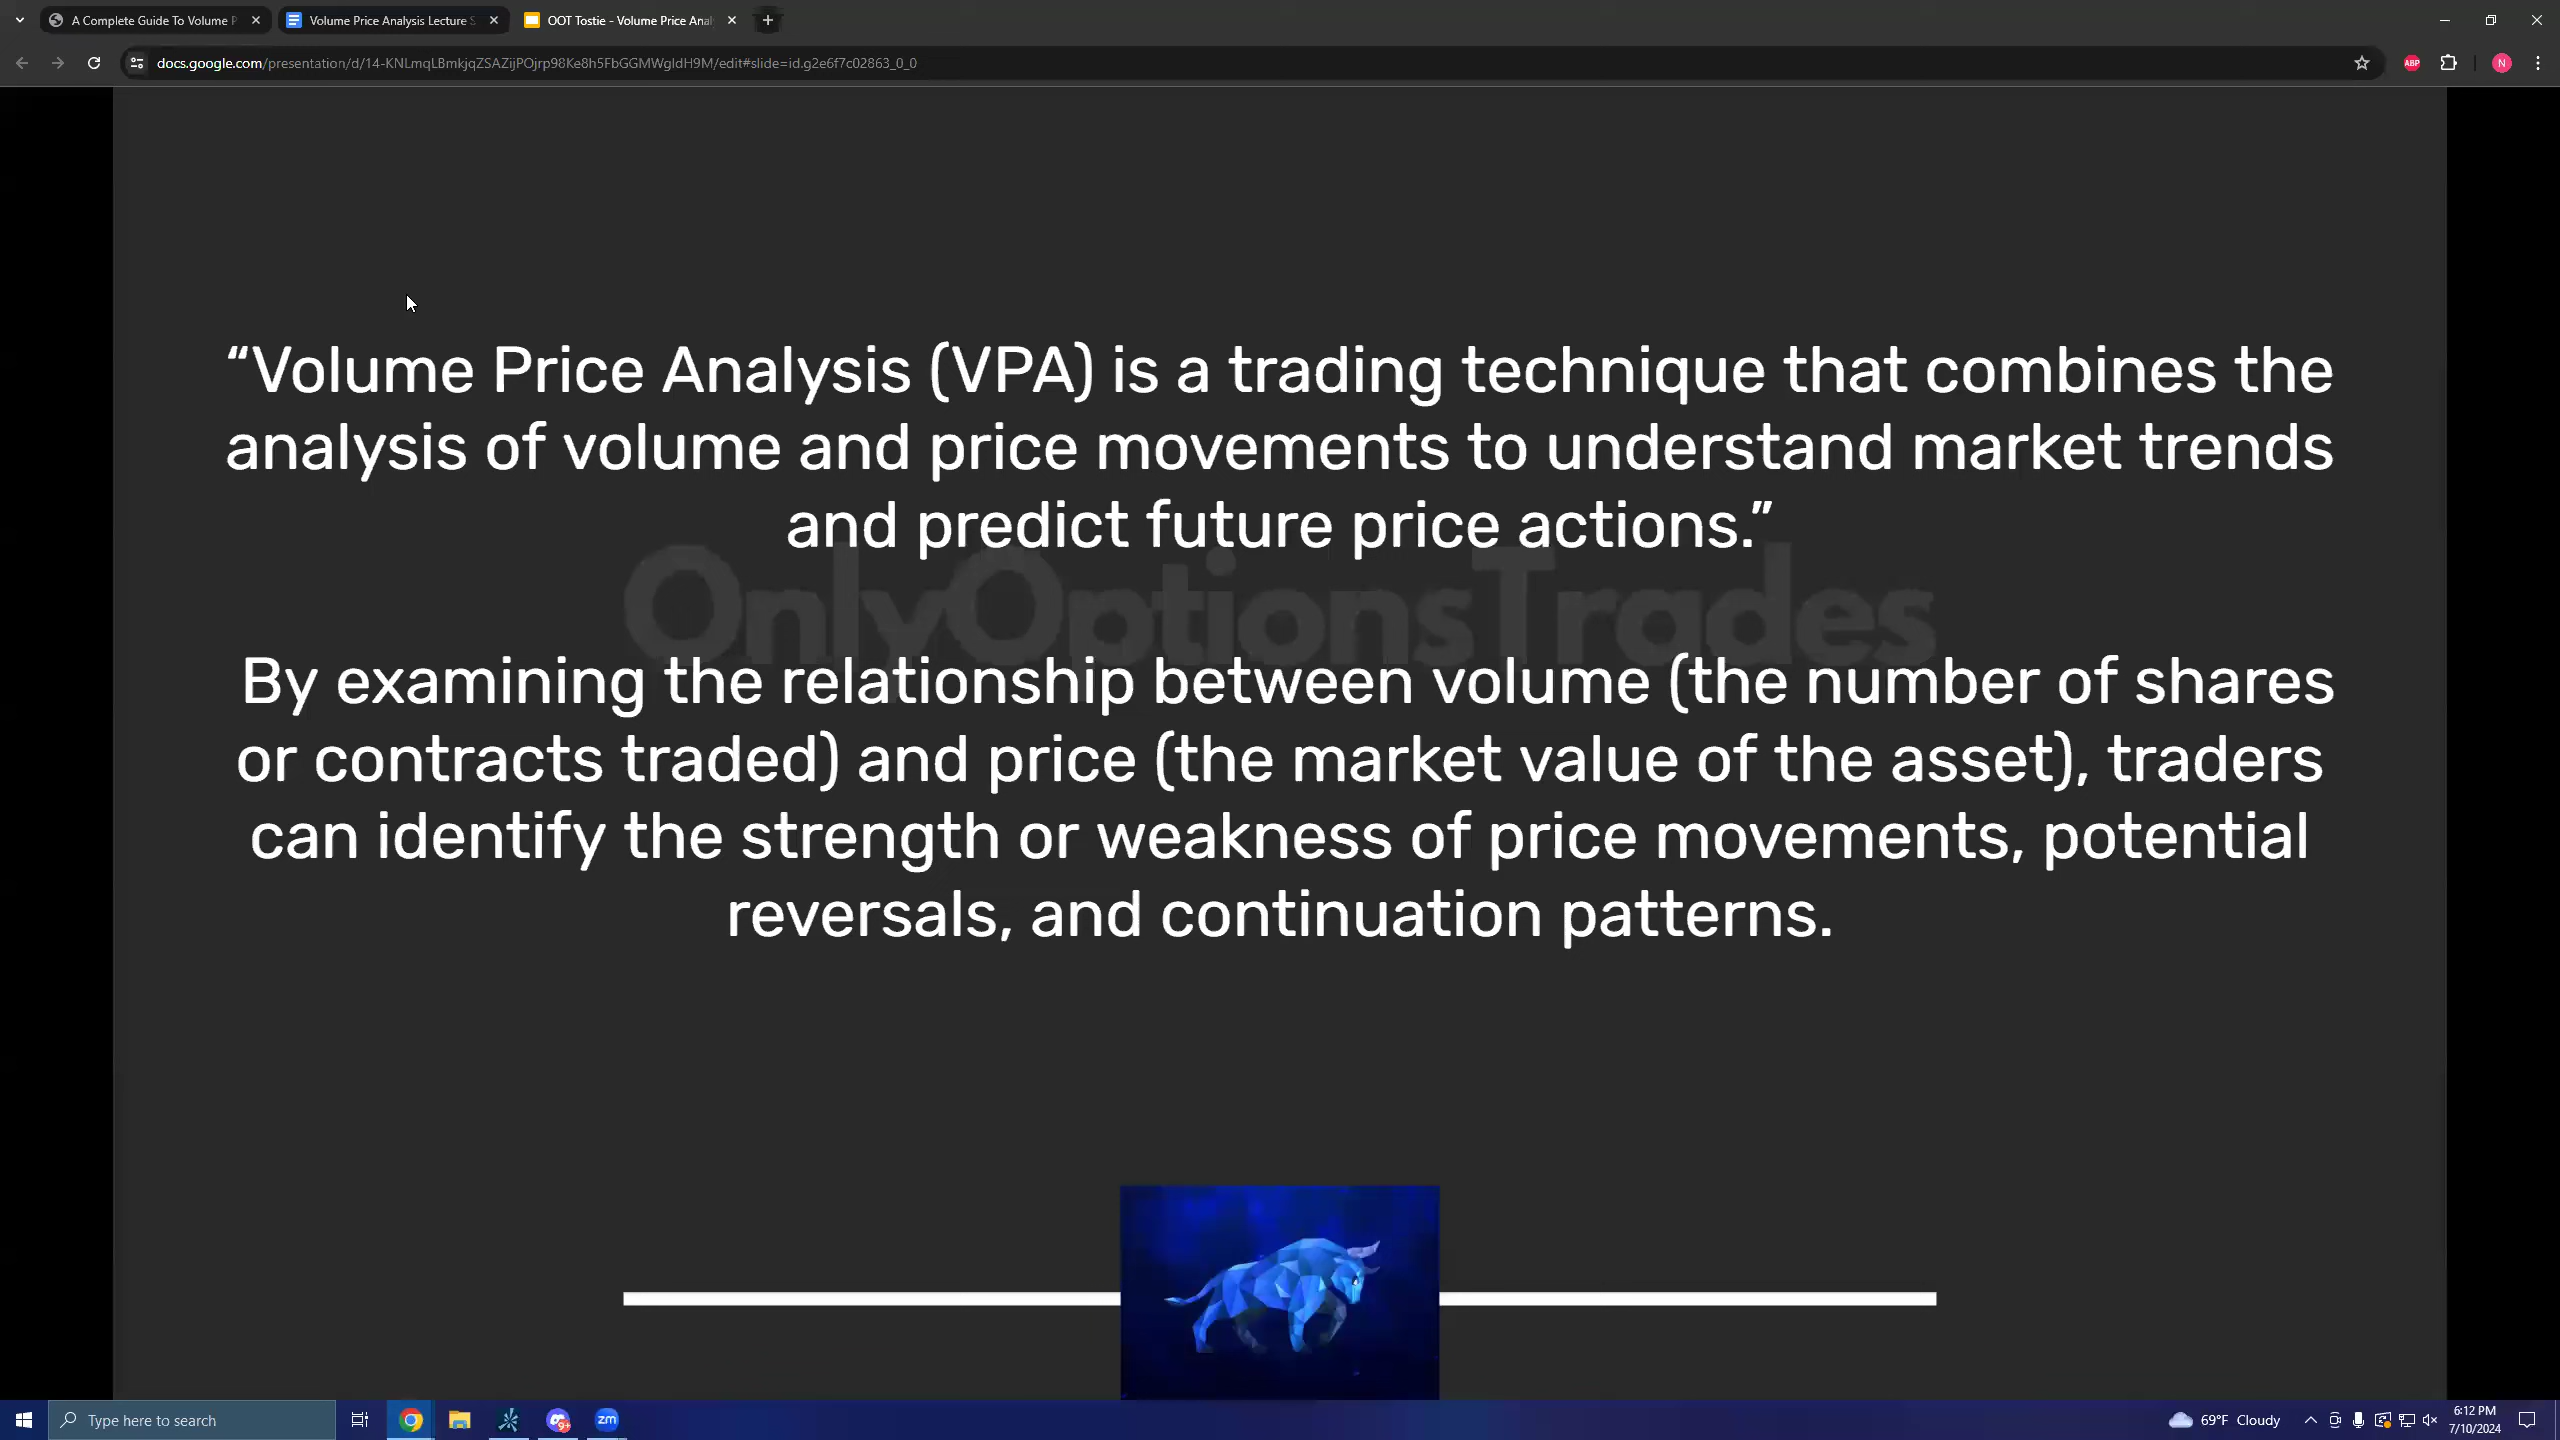 A Complete Guide To Volume P
Volume Price Analysis Lecture S
OOT Tostie - Volume Price Anal
docs.google.com/presentation/d/14-KNLmqLBmkjqZSAZijPOjrp98Ke8h5FbGGMWgldH9M/edit#slide=id.g2e6f7c02863_0_0
ABP
N
“Volume Price Analysis (VPA) is a trading technique that combines the
analysis of volume and price movements to understand market trends
and predict future price actions.”
OnlyOptionsTrades
By examining the relationship between volume (the number of shares
or contracts traded) and price (the market value of the asset), traders
can identify the strength or weakness of price movements, potential
reversals, and continuation patterns.
Type here to search
9+
zm
69°F Cloudy
6:12 PM
7/10/2024